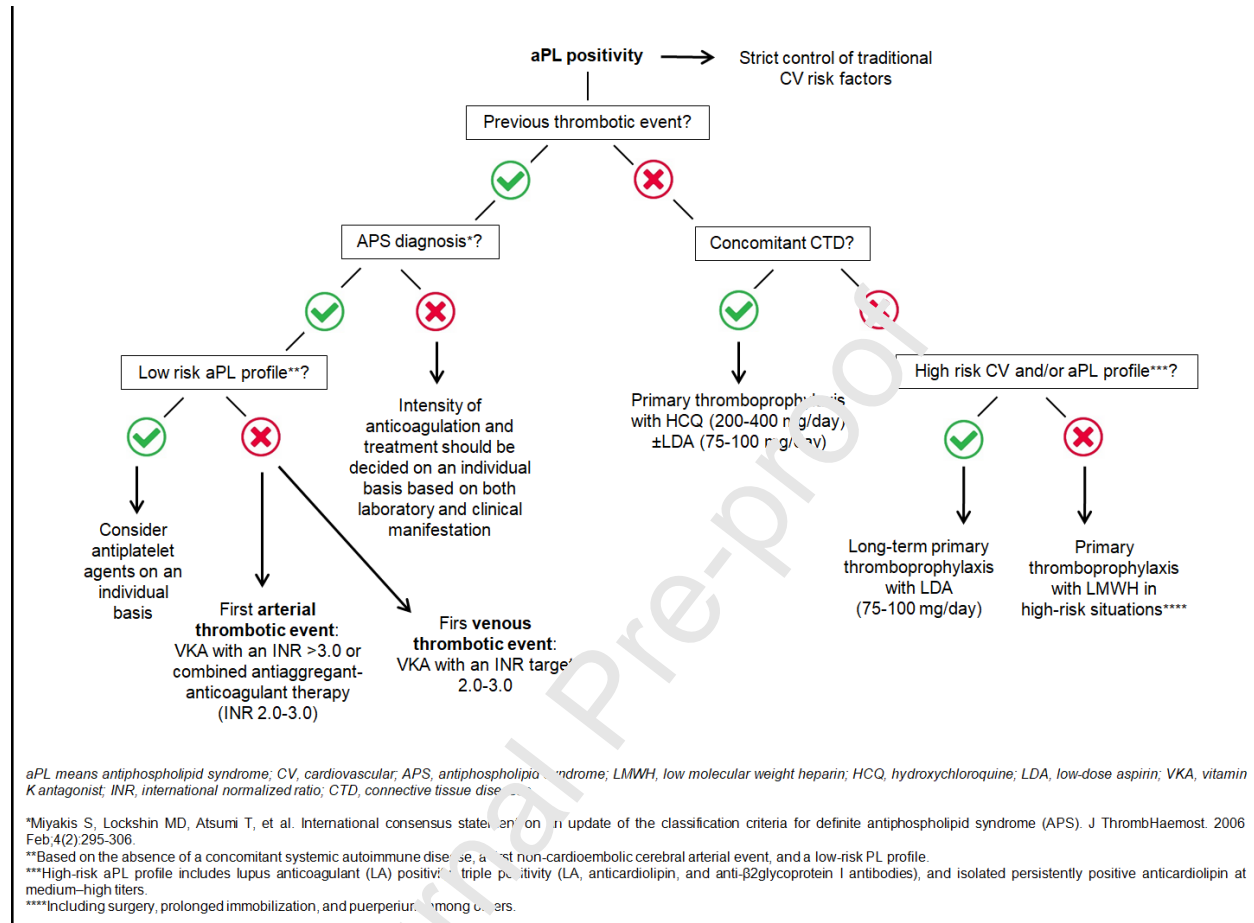 aPL positivity
Strict control of traditional
CV risk factors
Previous thrombotic event?
APS diagnosis*?
Concomitant CTD?
Low risk aPL profile**?
High risk CV and/or aPL profile***?
Intensity of
anticoagulation and
treatment should be
decided on an individual
basis based on both
laboratory and clinical
manifestation
Primary thromboprophylaxis
with HCQ (200-400 mg/day)
±LDA (75-100 mg/day)
Consider
antiplatelet
agents on an
individual
basis
First arterial
thrombotic event:
VKA with an INR >3.0 or
combined antiaggregant-
anticoagulant therapy
(INR 2.0-3.0)
Firs venous
thrombotic event:
VKA with an INR target
2.0-3.0
Long-term primary
thromboprophylaxis
with LDA
(75-100 mg/day)
Primary
thromboprophylaxis
with LMWH in
high-risk situations****
rnal Pre-proof
aPL means antiphospholipid syndrome; CV, cardiovascular; APS, antiphospholipid syndrome; LMWH, low molecular weight heparin; HCQ, hydroxychloroquine; LDA, low-dose aspirin; VKA, vitamin
K antagonist; INR, international normalized ratio; CTD, connective tissue
*Miyakis S, Lockshin MD, Atsumi T, et al. International consensus statement on an update of the classification criteria for definite antiphospholipid syndrome (APS). J ThrombHaemost. 2006
Feb;4(2):295-306.
**Based on the absence of a concomitant systemic autoimmune disease, a first non-cardioembolic cerebral arterial event, and a low-risk PL profile.
***High-risk aPL profile includes lupus anticoagulant (LA) positivity, triple positivity (LA, anticardiolipin, and anti-β2glycoprotein I antibodies), and isolated persistently positive anticardiolipin at
medium–high titers.
****Including surgery, prolonged immobilization, and puerperium, among others.